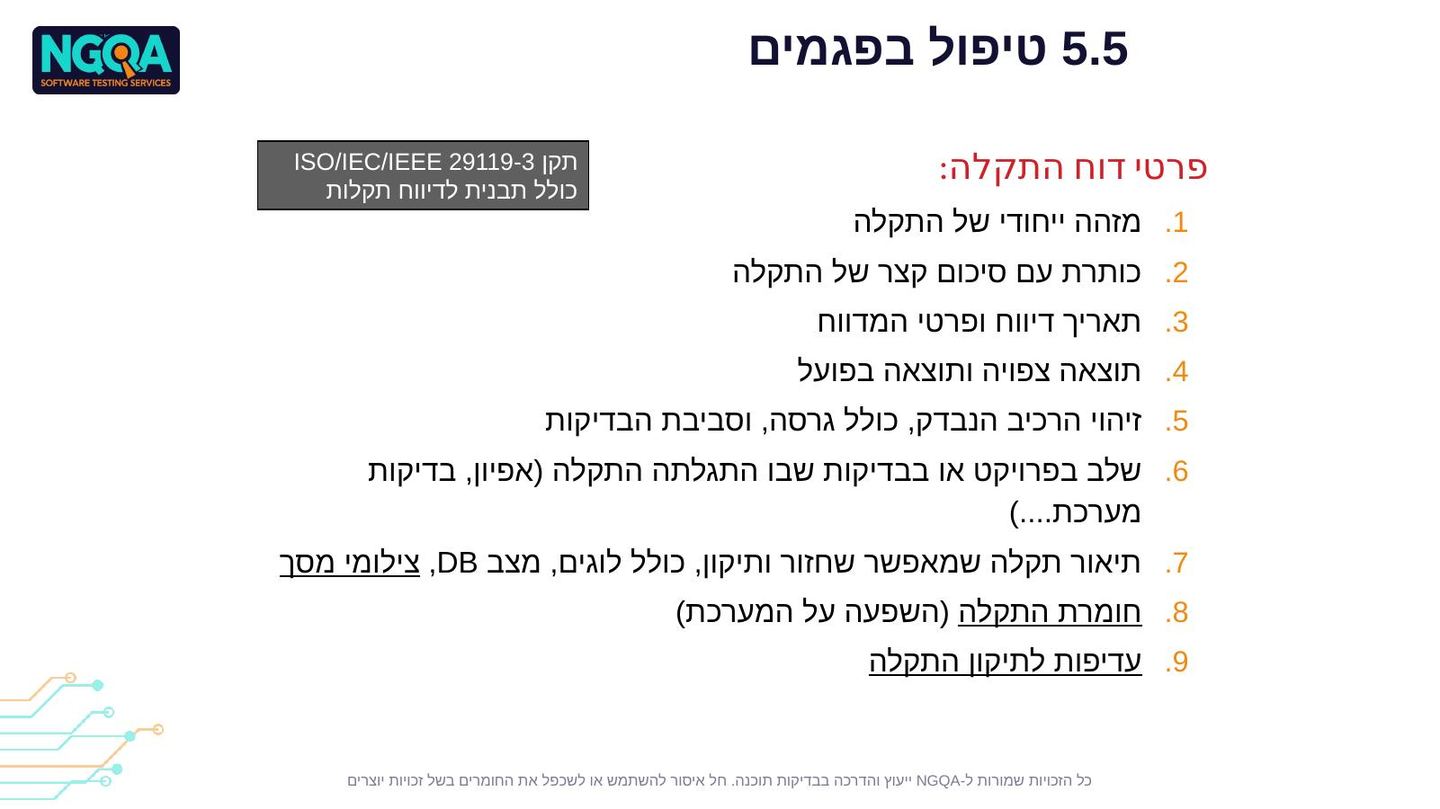 NGQA
SOFTWARE TESTING SERVICES
5.5 טיפול בפגמים
תקן ISO/IEC/IEEE 29119-3
כולל תבנית לדיווח תקלות
פרטי דוח התקלה:
1. מזהה ייחודי של התקלה
2. כותרת עם סיכום קצר של התקלה
3. תאריך דיווח ופרטי המדווח
4. תוצאה צפויה ותוצאה בפועל
5. זיהוי הרכיב הנבדק, כולל גרסה, וסביבת הבדיקות
6. שלב בפרויקט או בבדיקות שבו התגלתה התקלה (אפיון, בדיקות
מערכת....)
7. תיאור תקלה שמאפשר שחזור ותיקון, כולל לוגים, מצב DB, צילומי מסך
8. חומרת התקלה (השפעה על המערכת)
9. עדיפות לתיקון התקלה
כל הזכויות שמורות ל-NGQA ייעוץ והדרכה בבדיקות תוכנה. חל איסור להשתמש או לשכפל את החומרים בשל זכויות יוצרים